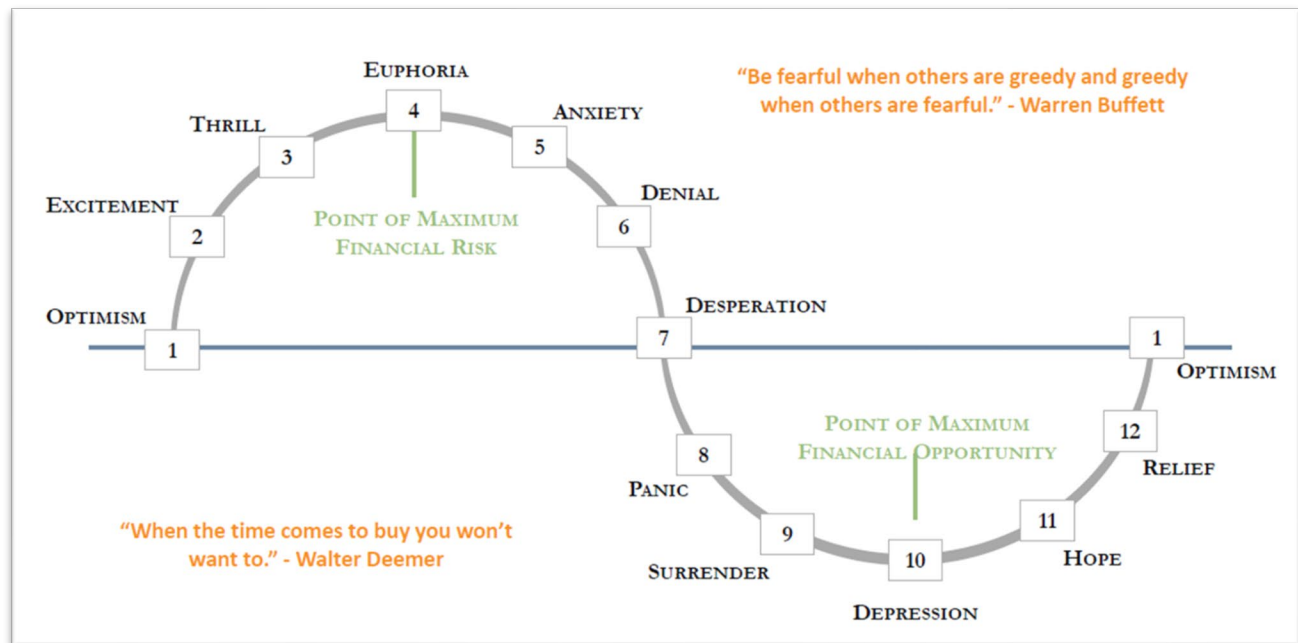 EUPHORIA
4
“Be fearful when others are greedy and greedy
when others are fearful.” - Warren Buffett
THRILL
3
ANXIETY
5
EXCITEMENT
2
DENIAL
6
POINT OF MAXIMUM
FINANCIAL RISK
OPTIMISM
1
DESPERATION
7
1
OPTIMISM
POINT OF MAXIMUM
FINANCIAL OPPORTUNITY
8
PANIC
12
RELIEF
“When the time comes to buy you won’t
want to.” - Walter Deemer
9
SURRENDER
11
HOPE
10
DEPRESSION